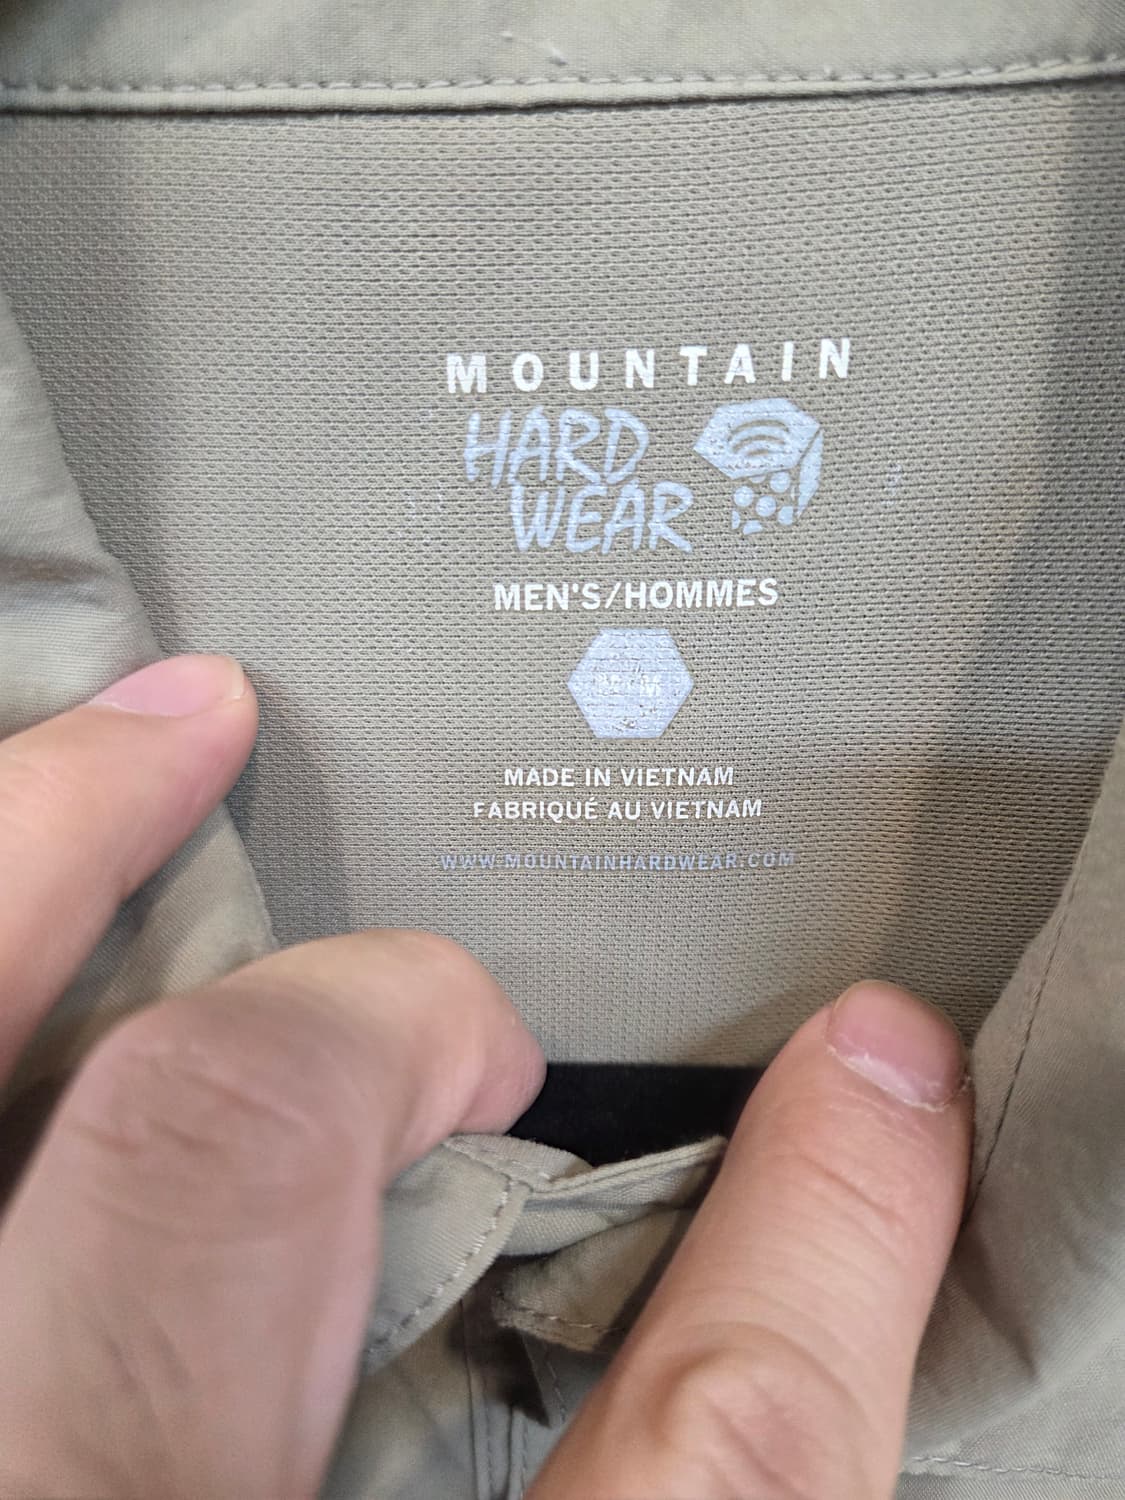 MOUNTAIN
HARD
WEAR
MEN'S/HOMMES
MADE IN VIETNAM
FABRIQUÉ AU VIETNAM
WWW.MOUNTAINHARDWEAR.COM